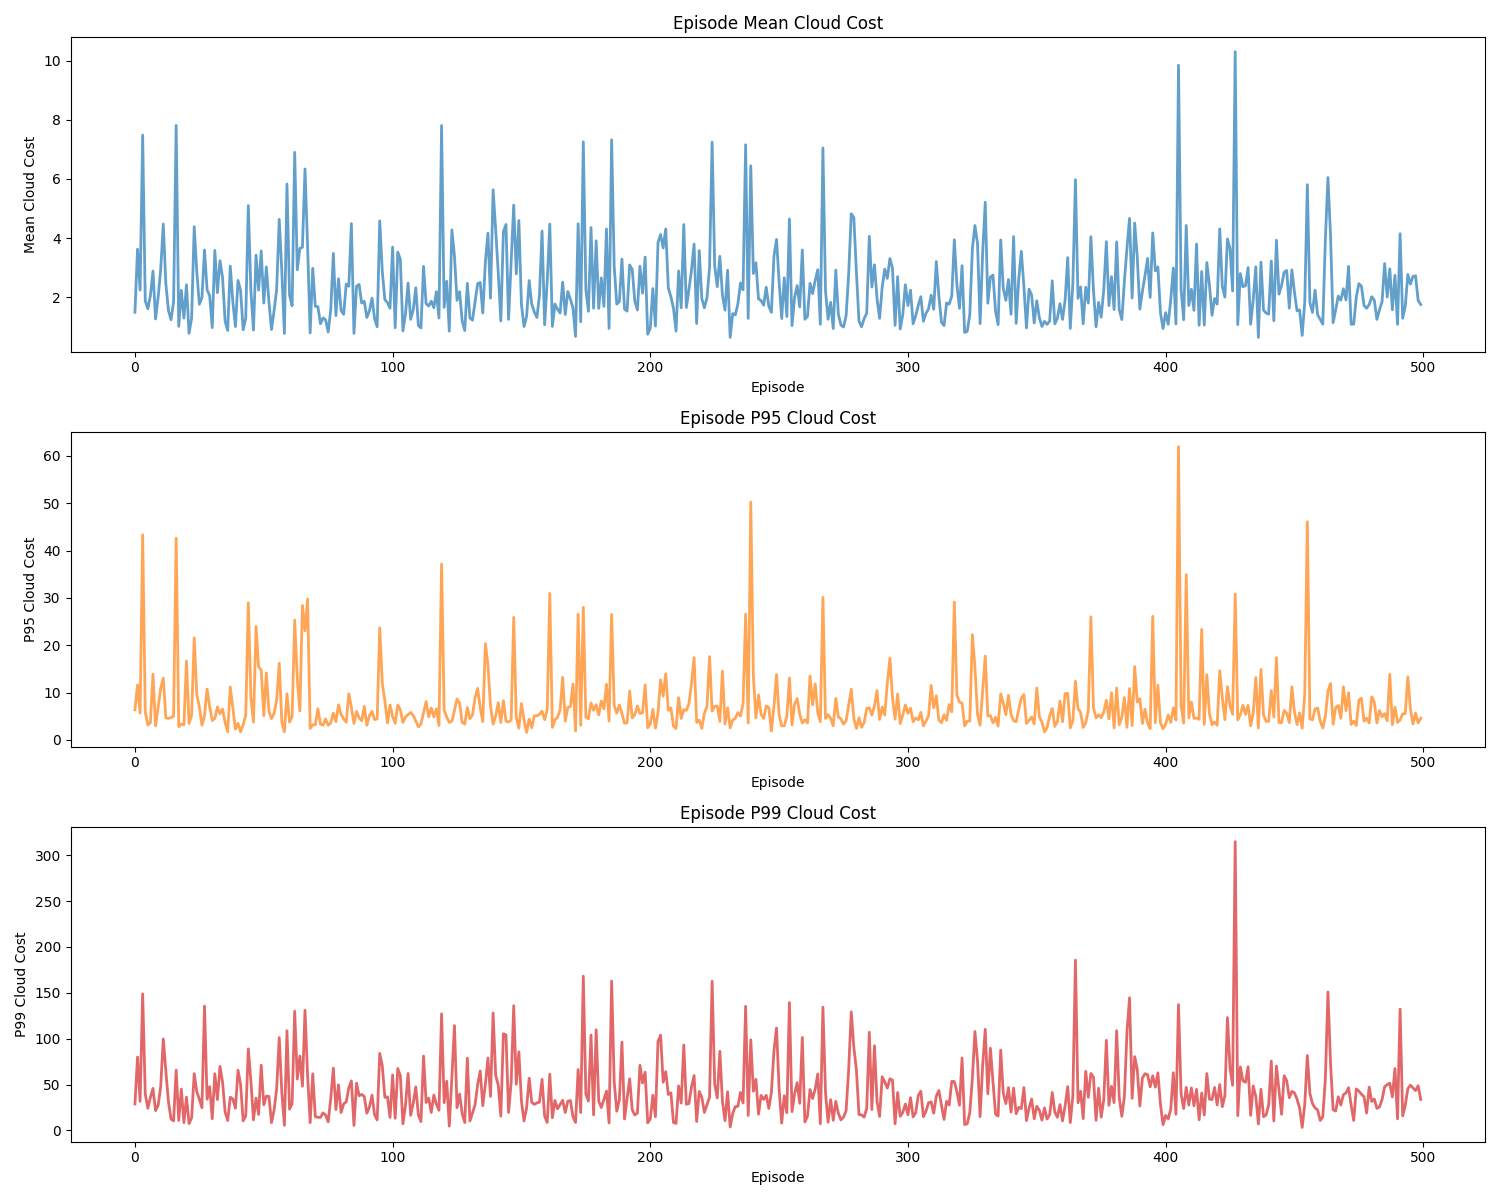 Episode Mean Cloud Cost
Mean Cloud Cost
10
8
6
4
2
0 100 200 300 400 500
Episode
Episode P95 Cloud Cost
P95 Cloud Cost
60
50
40
30
20
10
0
0 100 200 300 400 500
Episode
Episode P99 Cloud Cost
P99 Cloud Cost
300
250
200
150
100
50
0
0 100 200 300 400 500
Episode